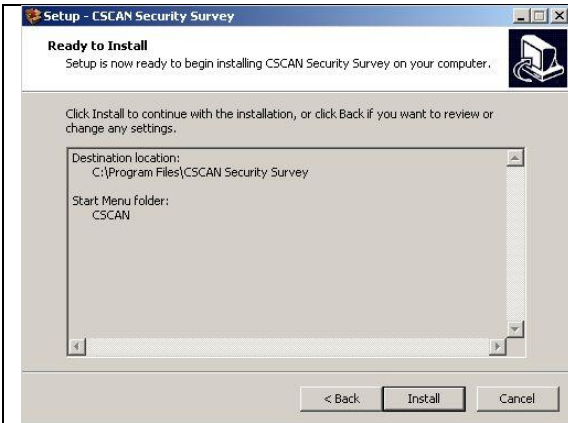 Setup - CSCAN Security Survey
Ready to Install
Setup is now ready to begin installing CSCAN Security Survey on your computer.
Click Install to continue with the installation, or click Back if you want to review or
change any settings.
Destination location:
C:\Program Files\CSCAN Security Survey
Start Menu folder:
CSCAN
< Back
Install
Cancel